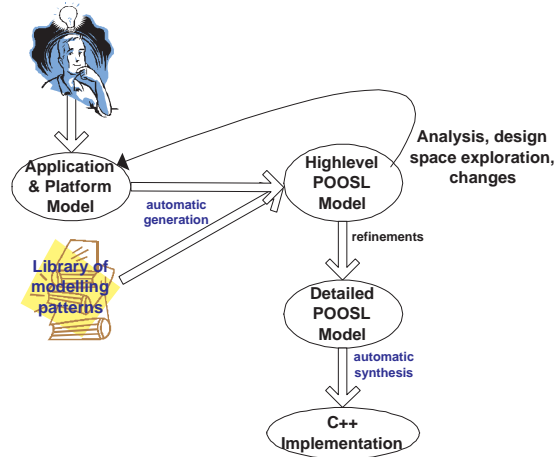 Application
& Platform
Model
automatic
generation
Library of
modelling
patterns
Highlevel
POOSL
Model
Analysis, design
space exploration,
changes
refinements
Detailed
POOSL
Model
automatic
synthesis
C++
Implementation